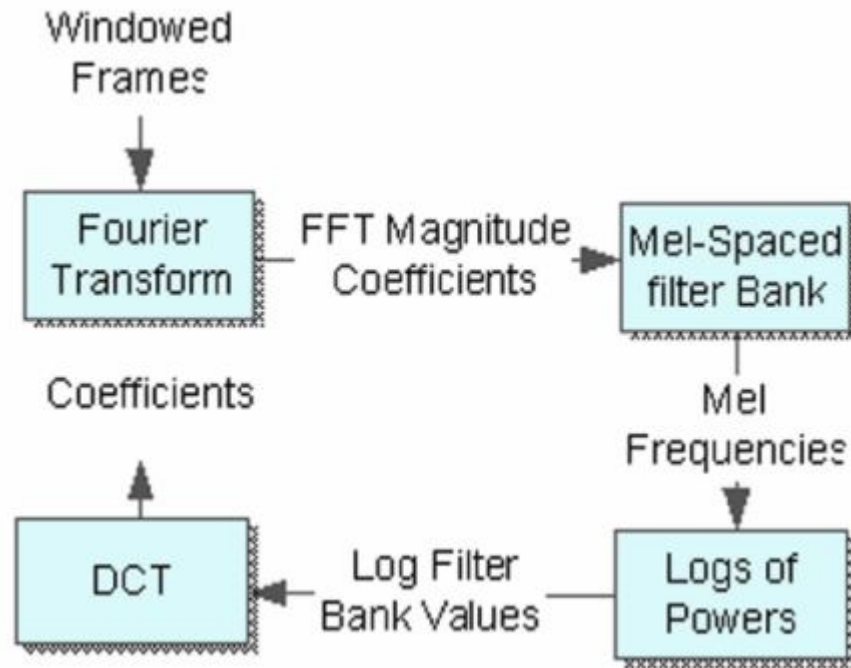 Windowed
Frames
Fourier
Transform
FFT Magnitude
Coefficients
Mel-Spaced
filter Bank
Mel
Frequencies
Logs of
Powers
Log Filter
Bank Values
DCT
Coefficients